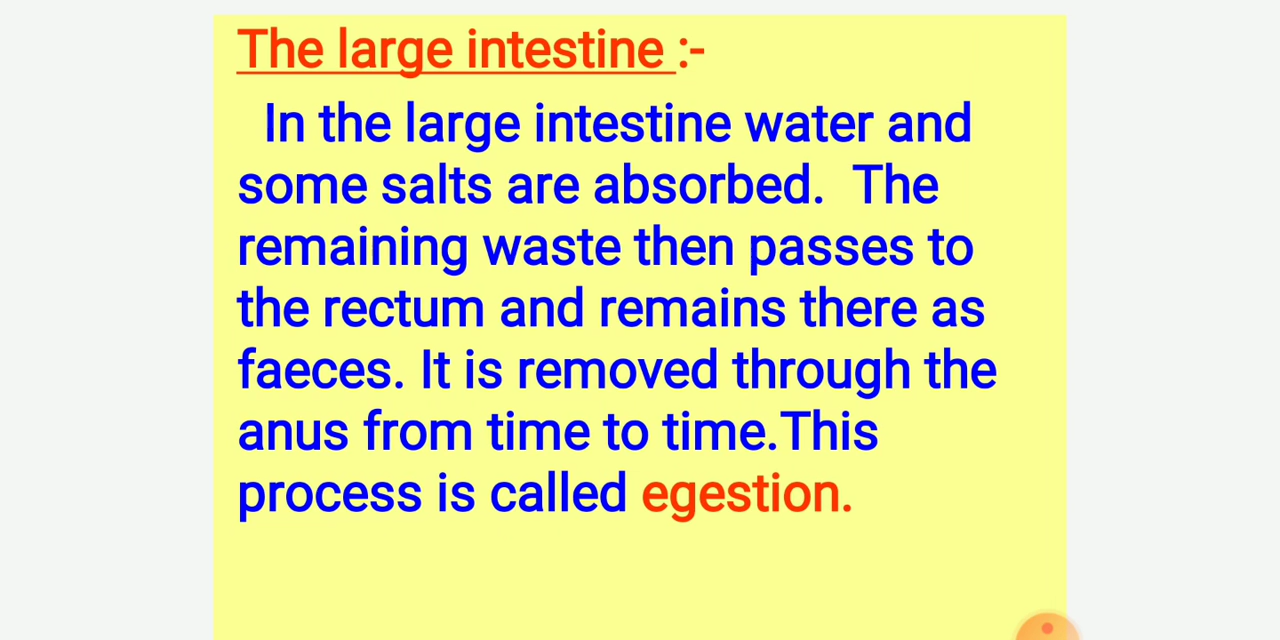 The large intestine :-
In the large intestine water and
some salts are absorbed.  The
remaining waste then passes to
the rectum and remains there as
faeces. It is removed through the
anus from time to time.This
process is called egestion.